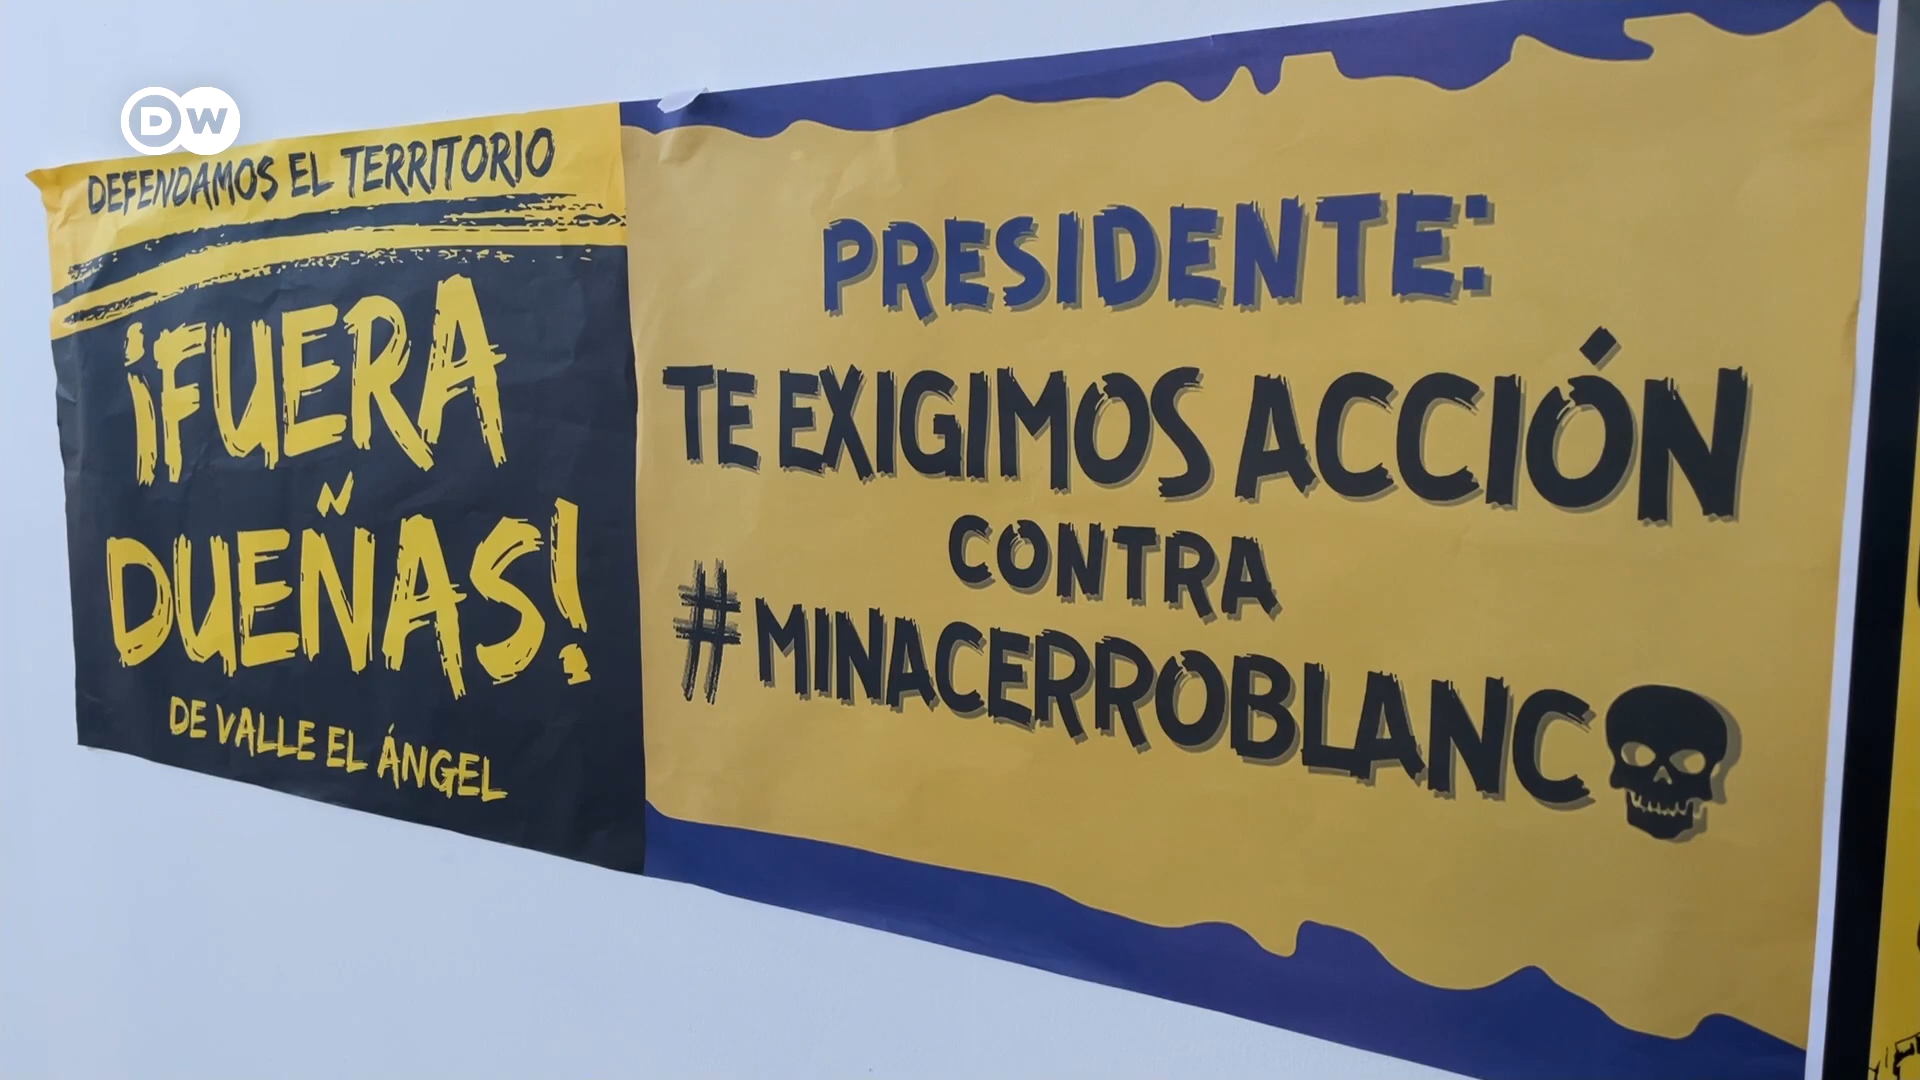 DW
DEFENDAMOS EL TERRITORIO
¡FUERA
DUEÑAS!
DE VALLE EL ÁNGEL
PRESIDENTE:
TE EXIGIMOS ACCIÓN
CONTRA
#MINACERROBLANCO